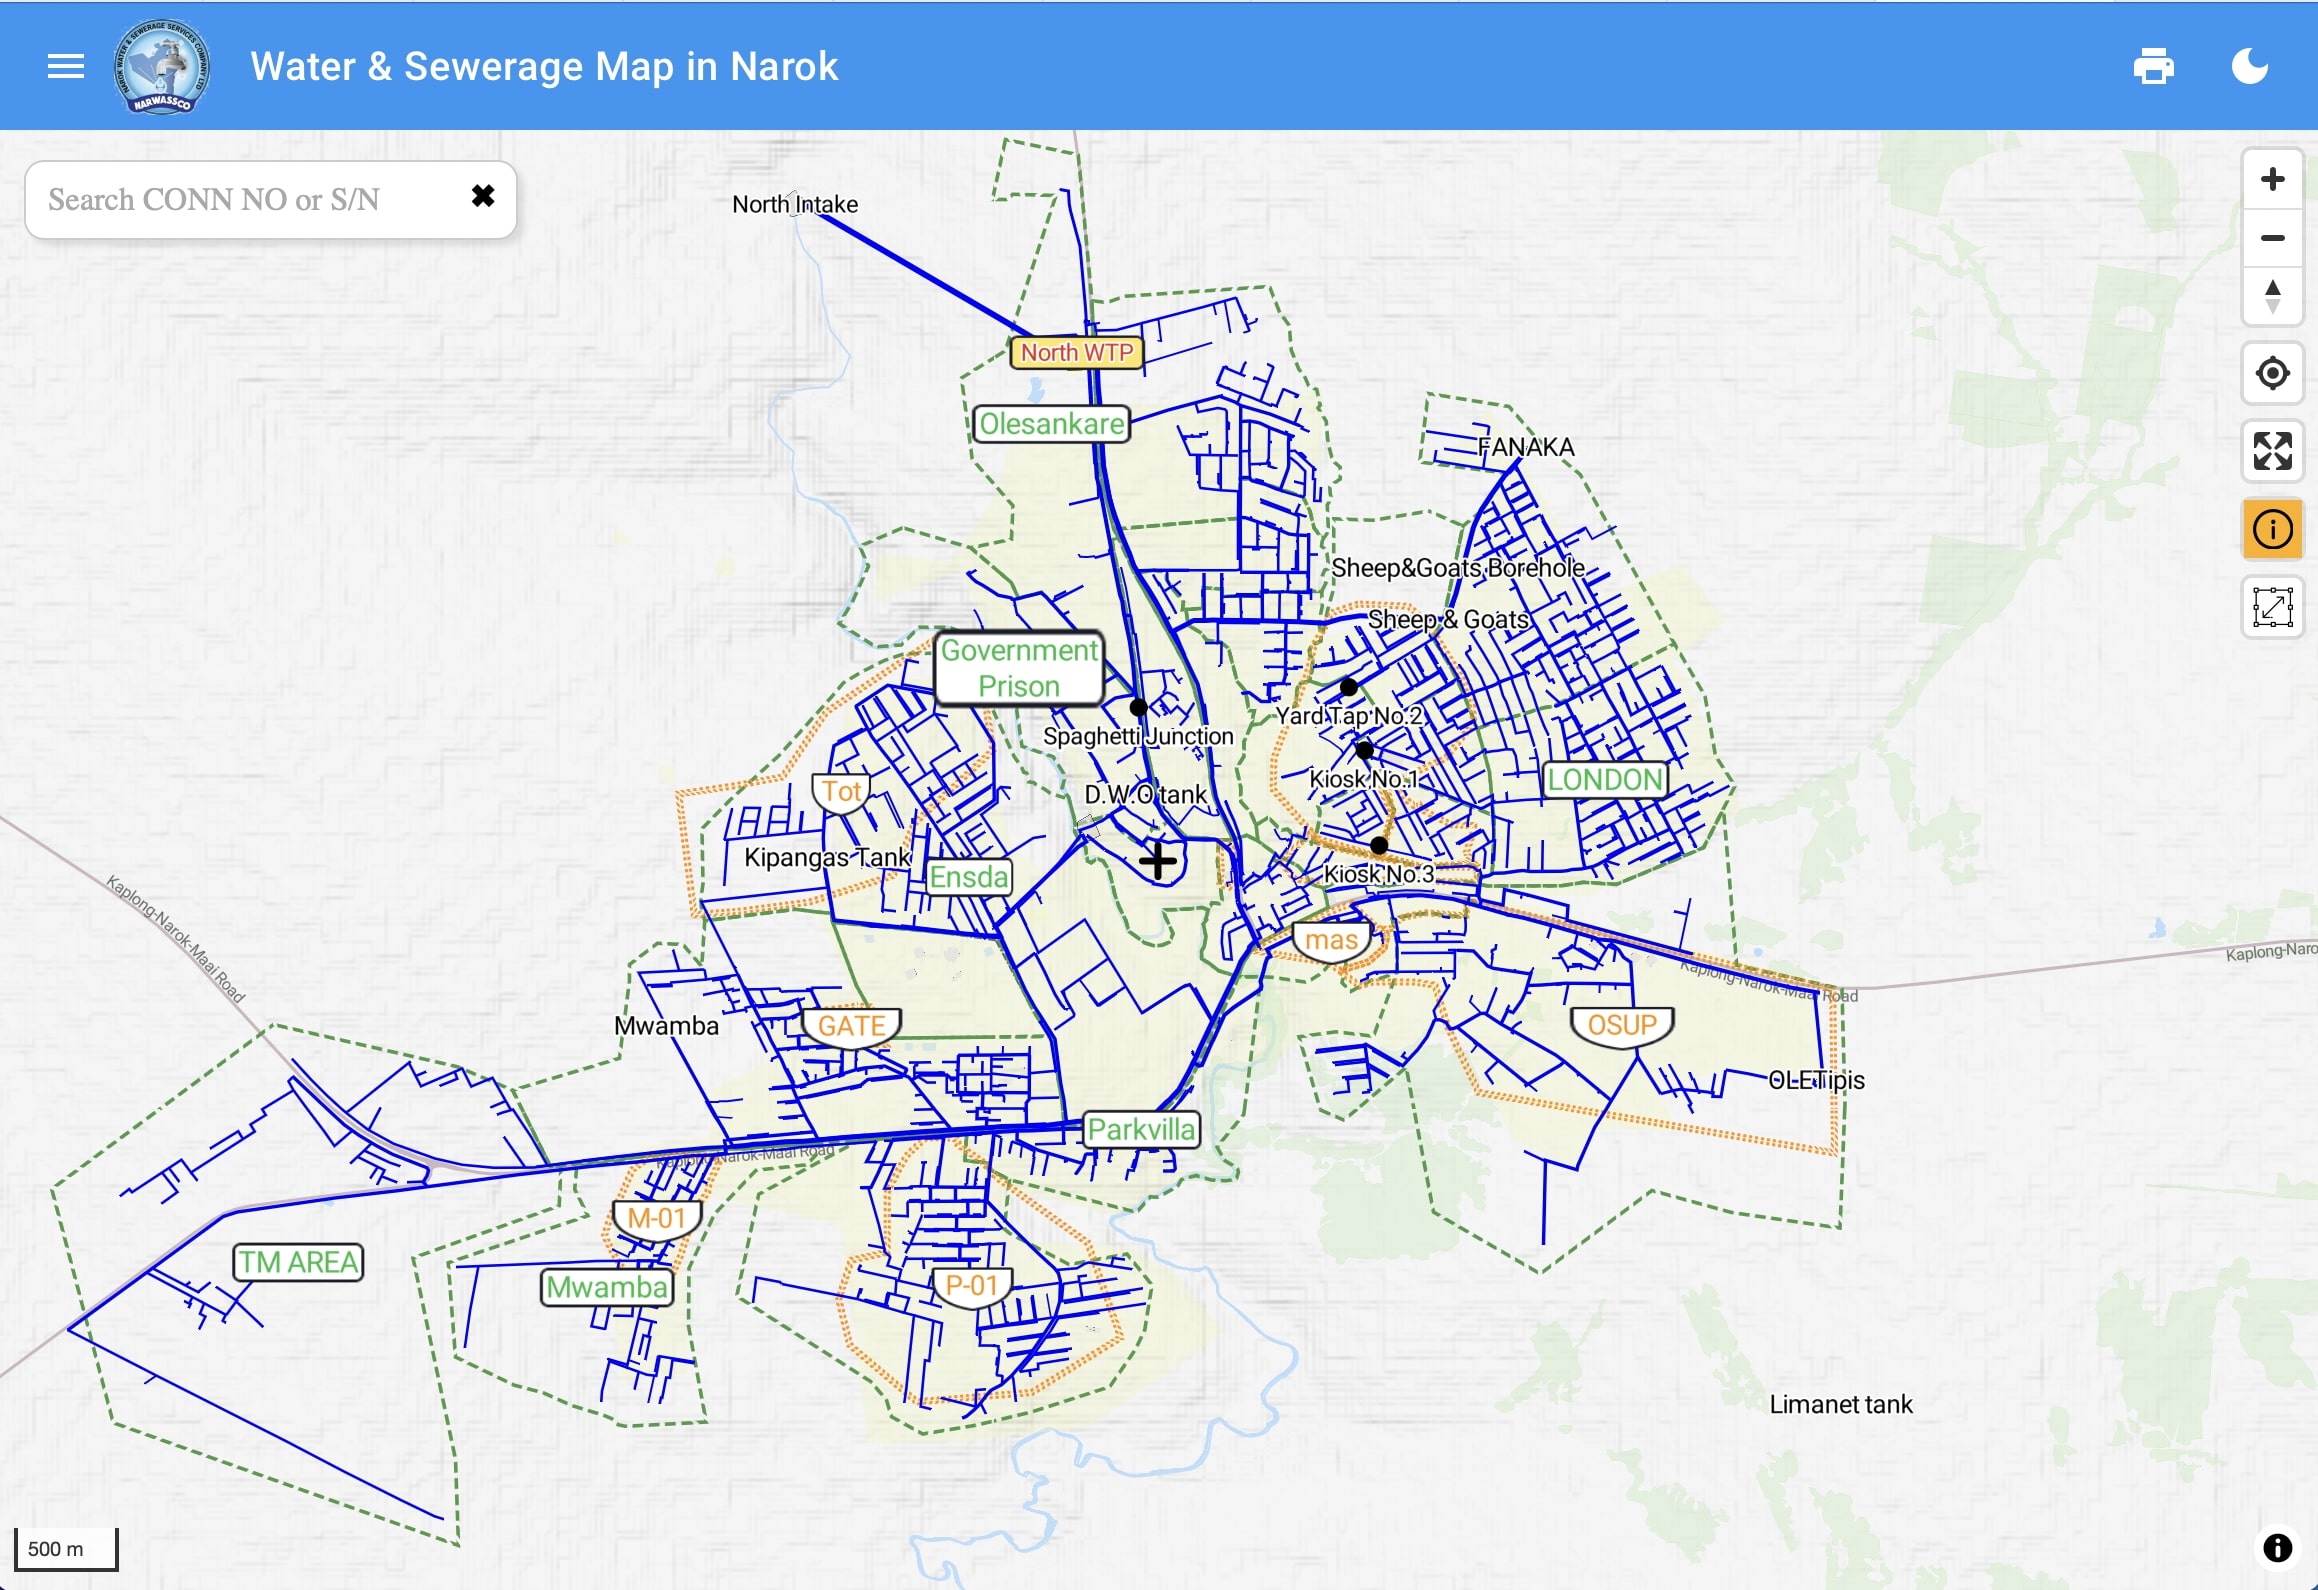 NAROK WATER & SEWERAGE SERVICES COMPANY LTD
NARWASSCO
Water & Sewerage Map in Narok
Search CONN NO or S/N
North Intake
North WTP
Olesankare
FANAKA
Sheep&Goats Borehole
Sheep & Goats
Government
Prison
Yard Tap No.2
Spaghetti Junction
Kiosk No.1
LONDON
Tot
D.W.O tank
Kipangas Tank
Ensda
Kiosk No.3
Kaplong-Narok-Maai Road
mas
Kaplong-Naro
Kaplong-Narok-Maai Road
Mwamba
GATE
OSUP
OLETipis
Parkvilla
Kaplong-Narok-Maai Road
M-01
TM AREA
Mwamba
P-01
Limanet tank
500 m